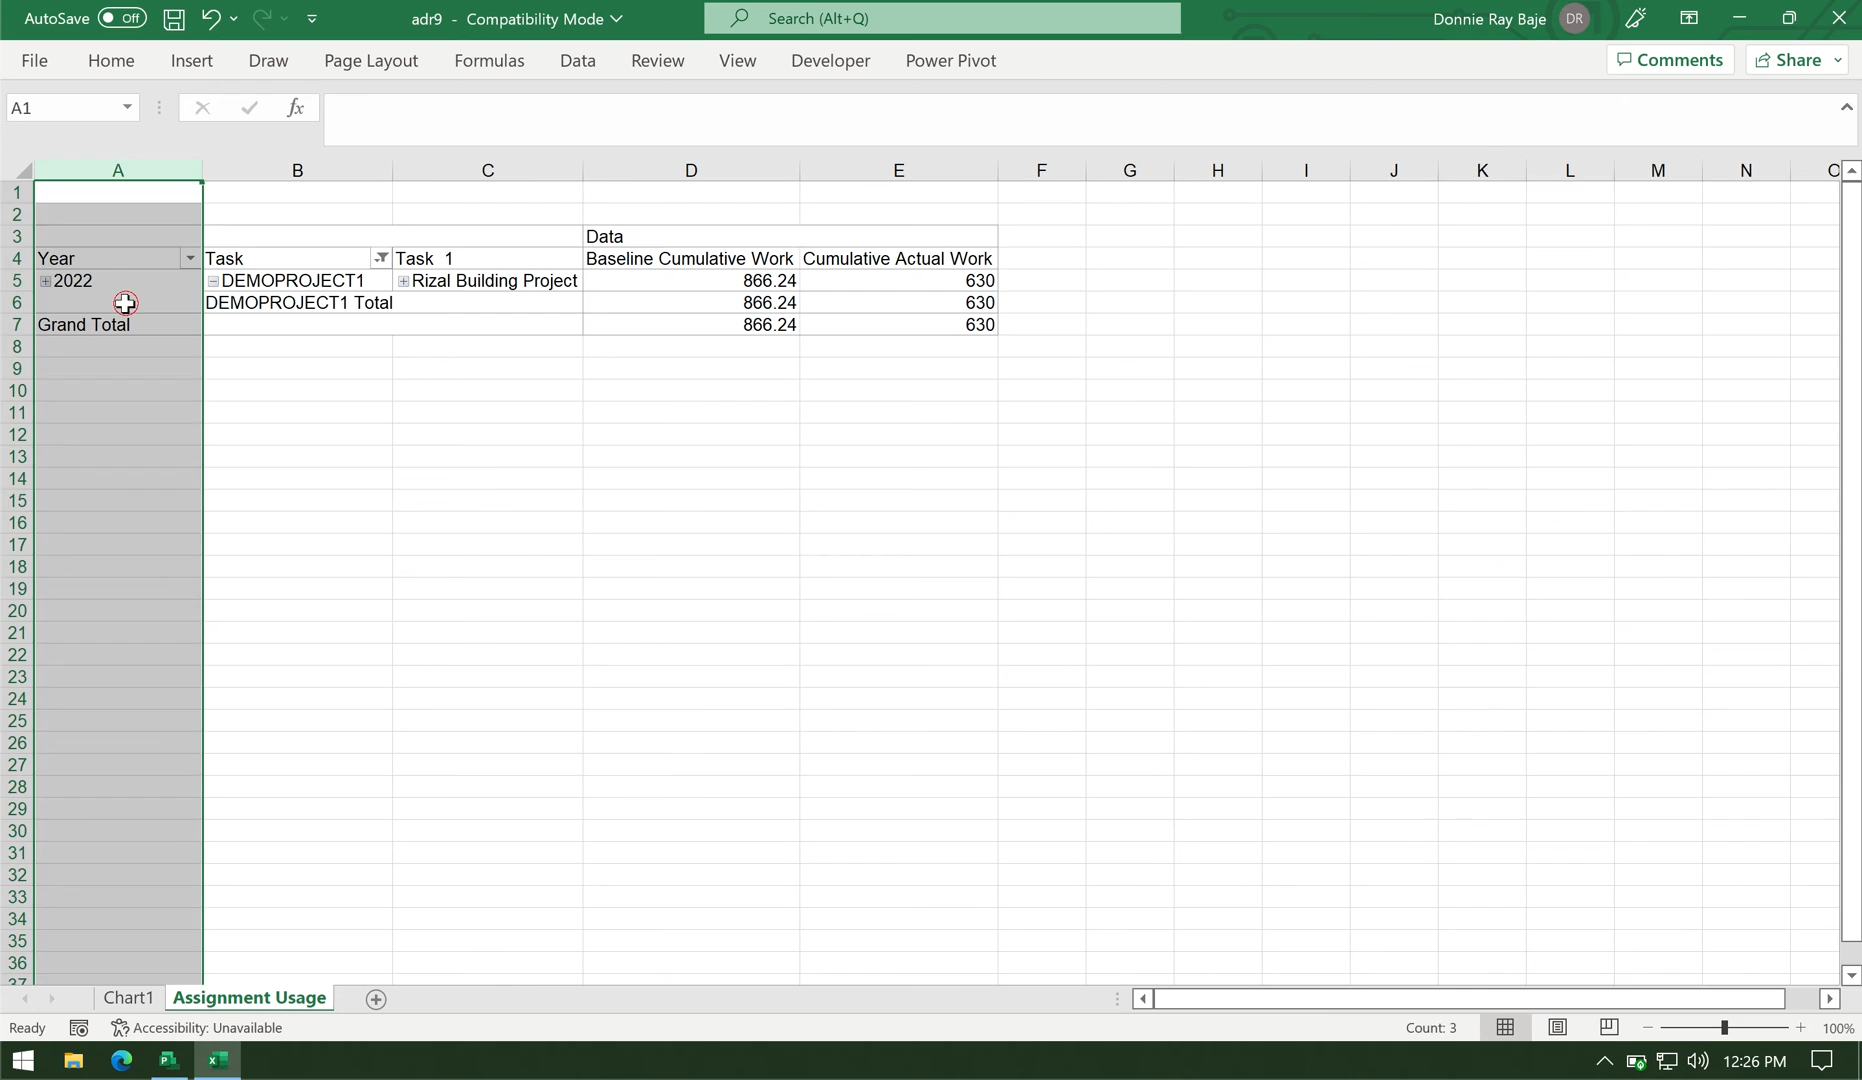 AutoSave Off adr9 - Compatibility Mode Search (Alt+Q) Donnie Ray Baje DR
File Home Insert Draw Page Layout Formulas Data Review View Developer Power Pivot Comments Share
A1 fx
A B C D E F G H I J K L M N
1
2
3 Data
4 Year Task Task 1 Baseline Cumulative Work Cumulative Actual Work
5 2022 DEMOPROJECT1 Rizal Building Project 866.24 630
6 DEMOPROJECT1 Total 866.24 630
7 Grand Total 866.24 630
8
9
10
11
12
13
14
15
16
17
18
19
20
21
22
23
24
25
26
27
28
29
30
31
32
33
34
35
36
37
Chart1 Assignment Usage
Ready Accessibility: Unavailable Count: 3 100%
12:26 PM